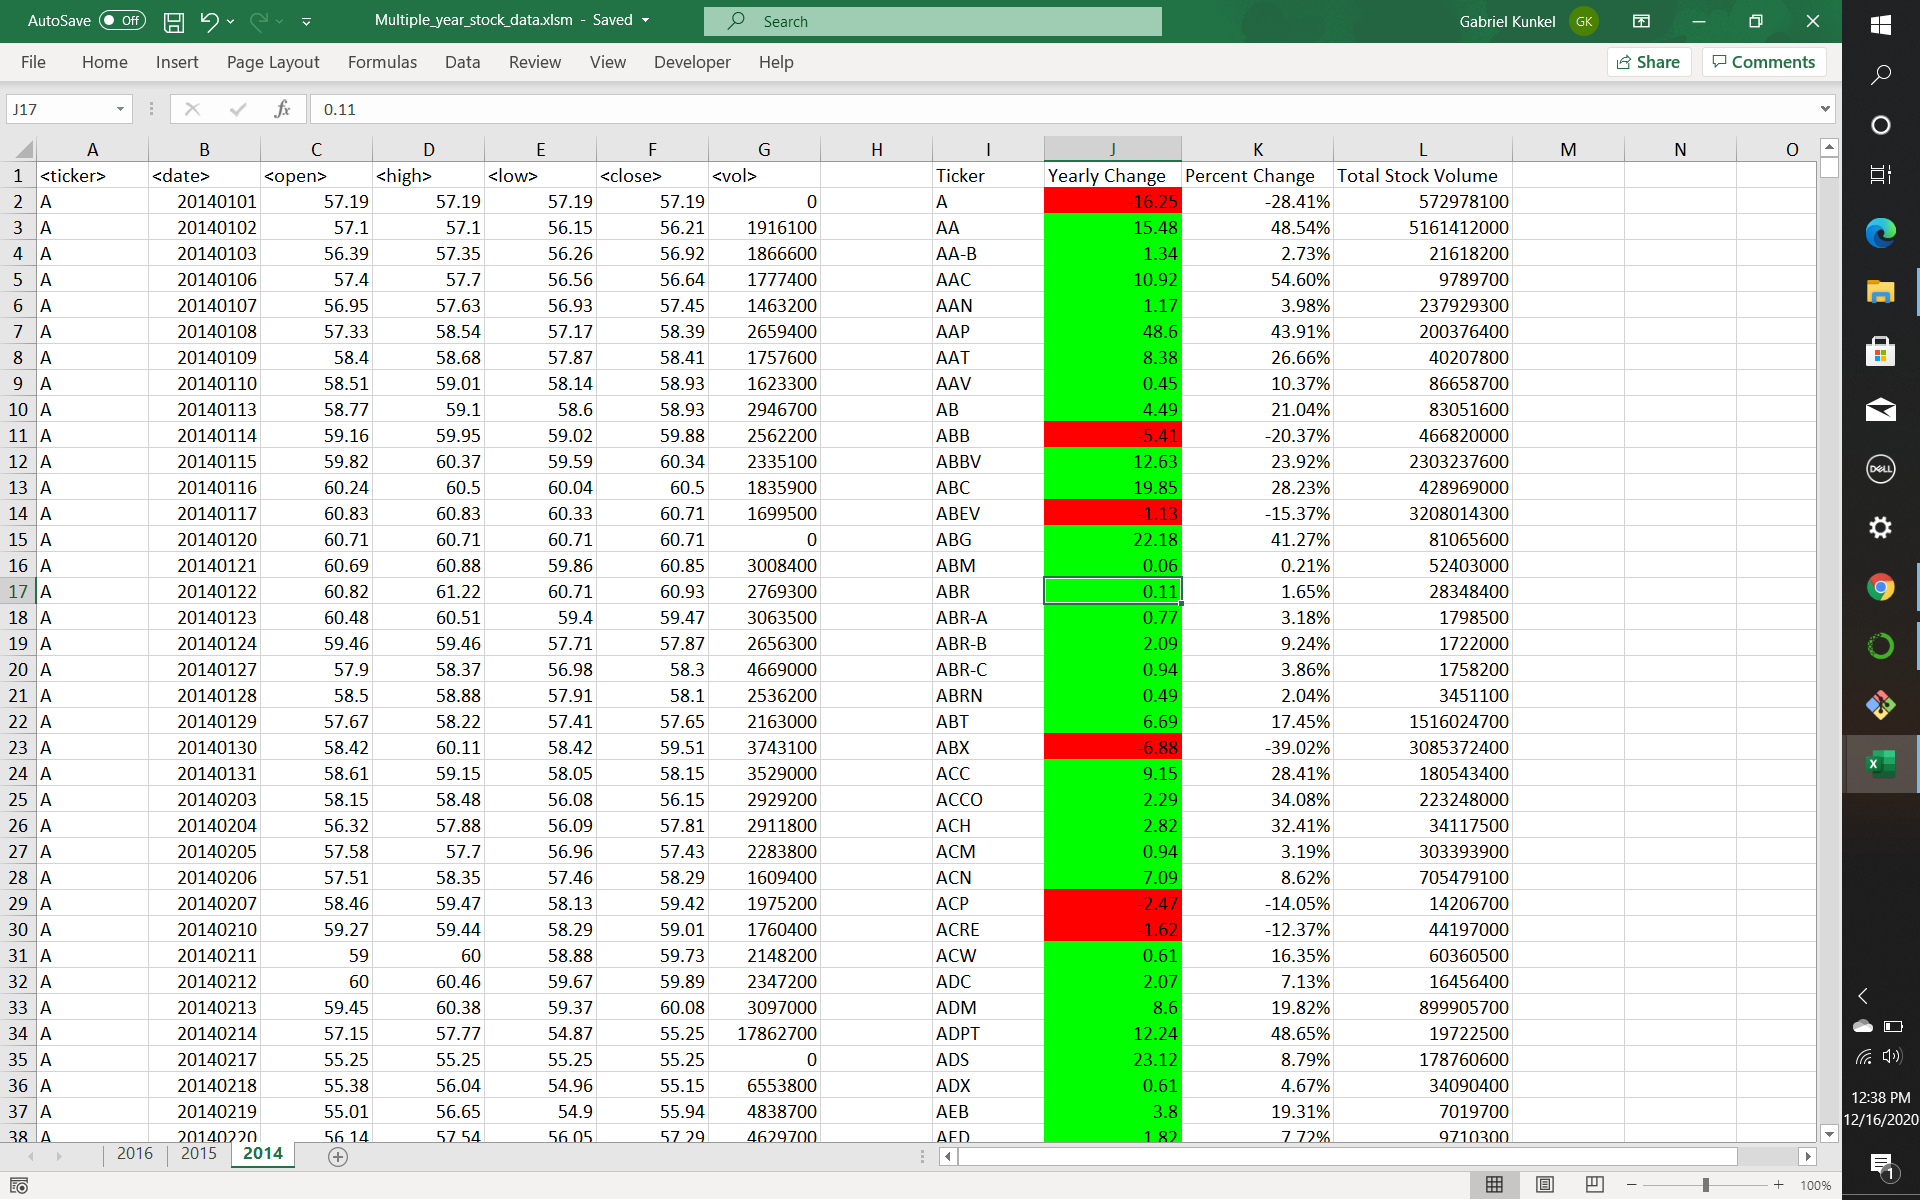 AutoSave Off Multiple_year_stock_data.xlsm - Saved Search Gabriel Kunkel GK
File Home Insert Page Layout Formulas Data Review View Developer Help Share Comments
J17 fx 0.11
A B C D E F G H I J K L M N O
1 <ticker> <date> <open> <high> <low> <close> <vol> Ticker Yearly Change Percent Change Total Stock Volume
2 A 20140101 57.19 57.19 57.19 57.19 0 A -16.25 -28.41% 572978100
3 A 20140102 57.1 57.1 56.15 56.21 1916100 AA 15.48 48.54% 5161412000
4 A 20140103 56.39 57.35 56.26 56.92 1866600 AA-B 1.34 2.73% 21618200
5 A 20140106 57.4 57.7 56.56 56.64 1777400 AAC 10.92 54.60% 9789700
6 A 20140107 56.95 57.63 56.93 57.45 1463200 AAN 1.17 3.98% 237929300
7 A 20140108 57.33 58.54 57.17 58.39 2659400 AAP 48.6 43.91% 200376400
8 A 20140109 58.4 58.68 57.87 58.41 1757600 AAT 8.38 26.66% 40207800
9 A 20140110 58.51 59.01 58.14 58.93 1623300 AAV 0.45 10.37% 86658700
10 A 20140113 58.77 59.1 58.6 58.93 2946700 AB 4.49 21.04% 83051600
11 A 20140114 59.16 59.95 59.02 59.88 2562200 ABB -5.41 -20.37% 466820000
12 A 20140115 59.82 60.37 59.59 60.34 2335100 ABBV 12.63 23.92% 2303237600
13 A 20140116 60.24 60.5 60.04 60.5 1835900 ABC 19.85 28.23% 428969000
14 A 20140117 60.83 60.83 60.33 60.71 1699500 ABEV -1.13 -15.37% 3208014300
15 A 20140120 60.71 60.71 60.71 60.71 0 ABG 22.18 41.27% 81065600
16 A 20140121 60.69 60.88 59.86 60.85 3008400 ABM 0.06 0.21% 52403000
17 A 20140122 60.82 61.22 60.71 60.93 2769300 ABR 0.11 1.65% 28348400
18 A 20140123 60.48 60.51 59.4 59.47 3063500 ABR-A 0.77 3.18% 1798500
19 A 20140124 59.46 59.46 57.71 57.87 2656300 ABR-B 2.09 9.24% 1722000
20 A 20140127 57.9 58.37 56.98 58.3 4669000 ABR-C 0.94 3.86% 1758200
21 A 20140128 58.5 58.88 57.91 58.1 2536200 ABRN 0.49 2.04% 3451100
22 A 20140129 57.67 58.22 57.41 57.65 2163000 ABT 6.69 17.45% 1516024700
23 A 20140130 58.42 60.11 58.42 59.51 3743100 ABX -6.88 -39.02% 3085372400
24 A 20140131 58.61 59.15 58.05 58.15 3529000 ACC 9.15 28.41% 180543400
25 A 20140203 58.15 58.48 56.08 56.15 2929200 ACCO 2.29 34.08% 223248000
26 A 20140204 56.32 57.88 56.09 57.81 2911800 ACH 2.82 32.41% 34117500
27 A 20140205 57.58 57.7 56.96 57.43 2283800 ACM 0.94 3.19% 303393900
28 A 20140206 57.51 58.35 57.46 58.29 1609400 ACN 7.09 8.62% 705479100
29 A 20140207 58.46 59.47 58.13 59.42 1975200 ACP -2.47 -14.05% 14206700
30 A 20140210 59.27 59.44 58.29 59.01 1760400 ACRE -1.62 -12.37% 44197000
31 A 20140211 59 60 58.88 59.73 2148200 ACW 0.61 16.35% 60360500
32 A 20140212 60 60.46 59.67 59.89 2347200 ADC 2.07 7.13% 16456400
33 A 20140213 59.45 60.38 59.37 60.08 3097000 ADM 8.6 19.82% 899905700
34 A 20140214 57.15 57.77 54.87 55.25 17862700 ADPT 12.24 48.65% 19722500
35 A 20140217 55.25 55.25 55.25 55.25 0 ADS 23.12 8.79% 178760600
36 A 20140218 55.38 56.04 54.96 55.15 6553800 ADX 0.61 4.67% 34090400
37 A 20140219 55.01 56.65 54.9 55.94 4838700 AEB 3.8 19.31% 7019700
38 A 20140220 56.14 57.54 56.05 57.29 4629700 AED 1.82 7.72% 9710300
2016 2015 2014
100%
DELL
12:38 PM
12/16/2020
1